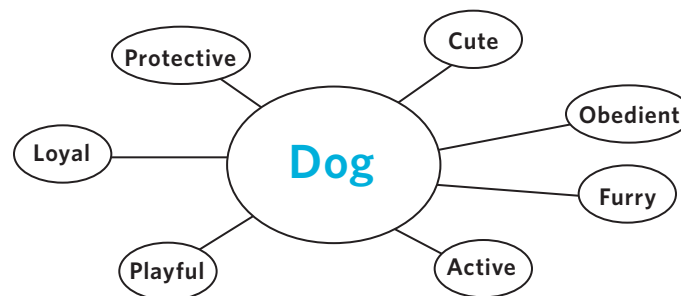 Cute
Protective
Obedient
Loyal
Dog
Furry
Playful
Active